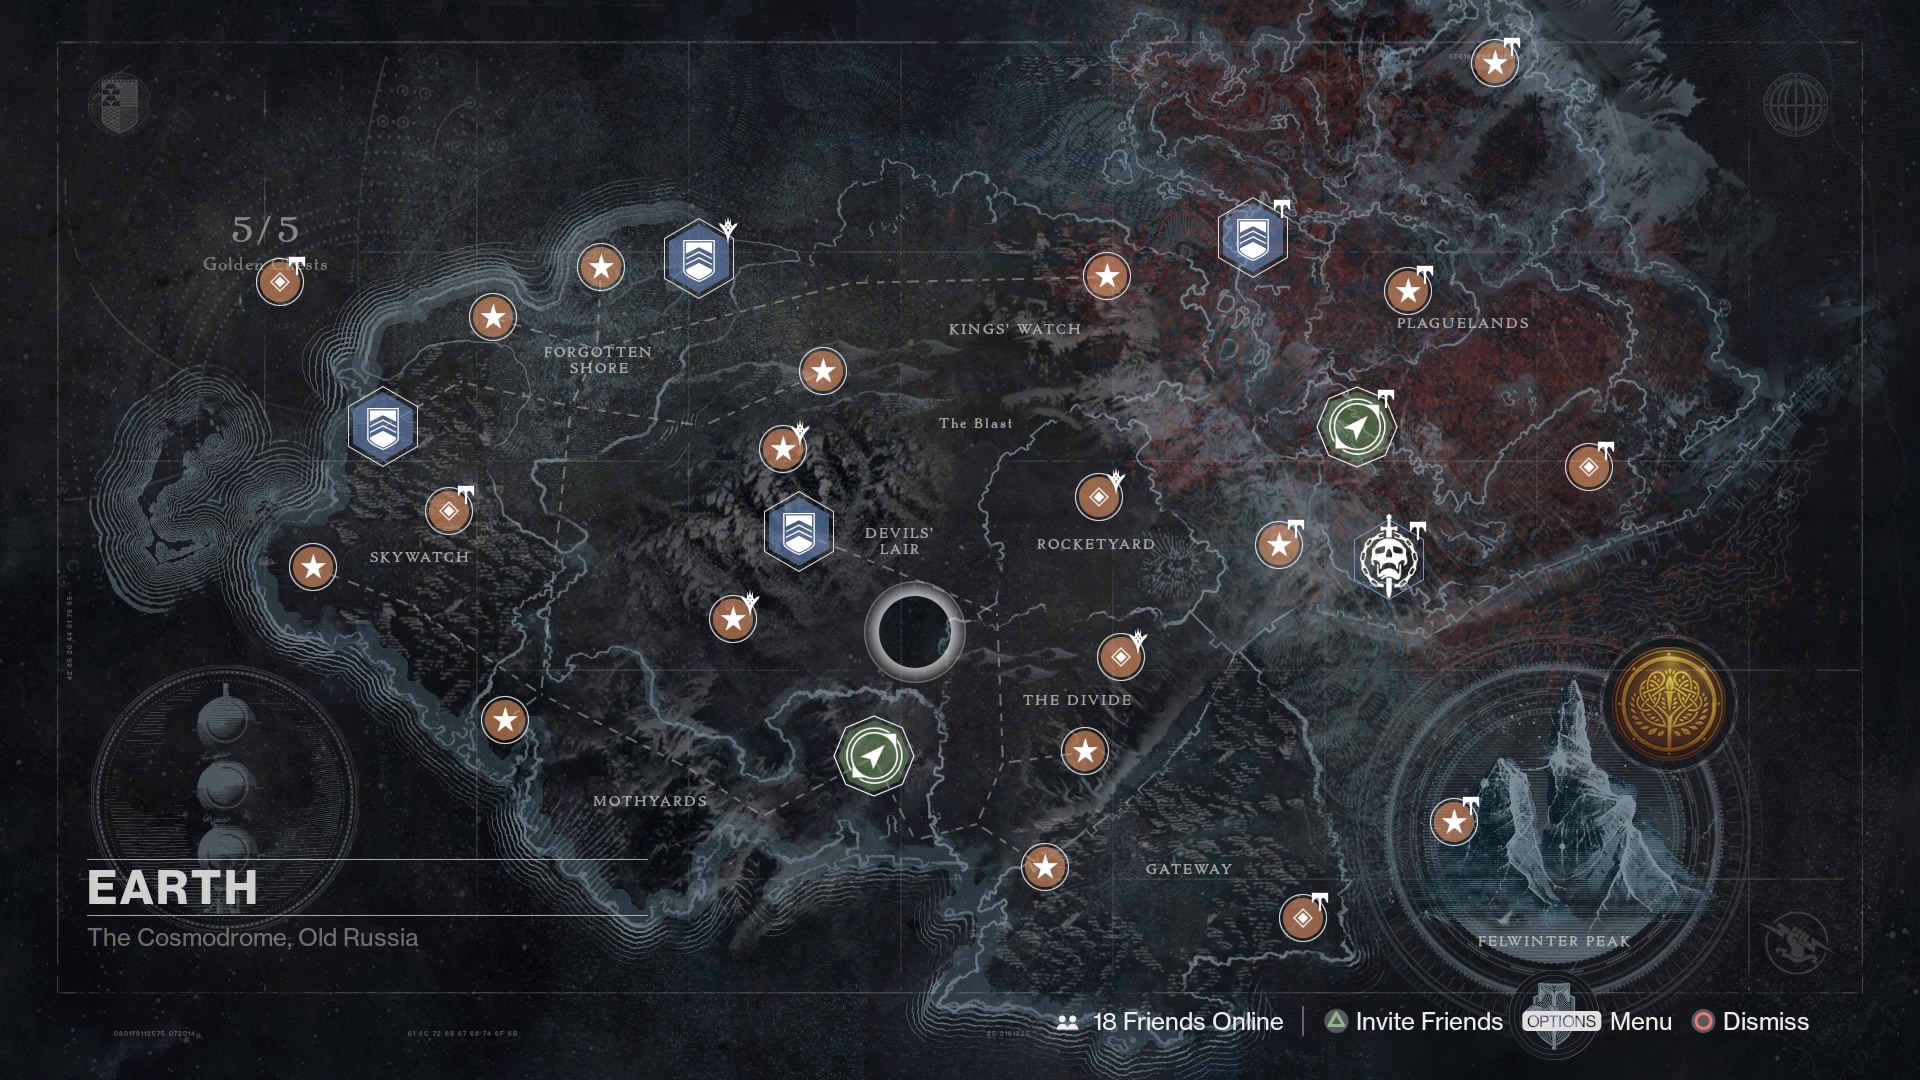 5/5
Golden Chests
KINGS' WATCH
PLAGUELANDS
FORGOTTEN
SHORE
The Blast
DEVILS'
LAIR
ROCKETYARD
SKYWATCH
THE DIVIDE
MOTHYARDS
GATEWAY
EARTH
The Cosmodrome, Old Russia
FELWINTER PEAK
18 Friends Online
Invite Friends
OPTIONS Menu
Dismiss